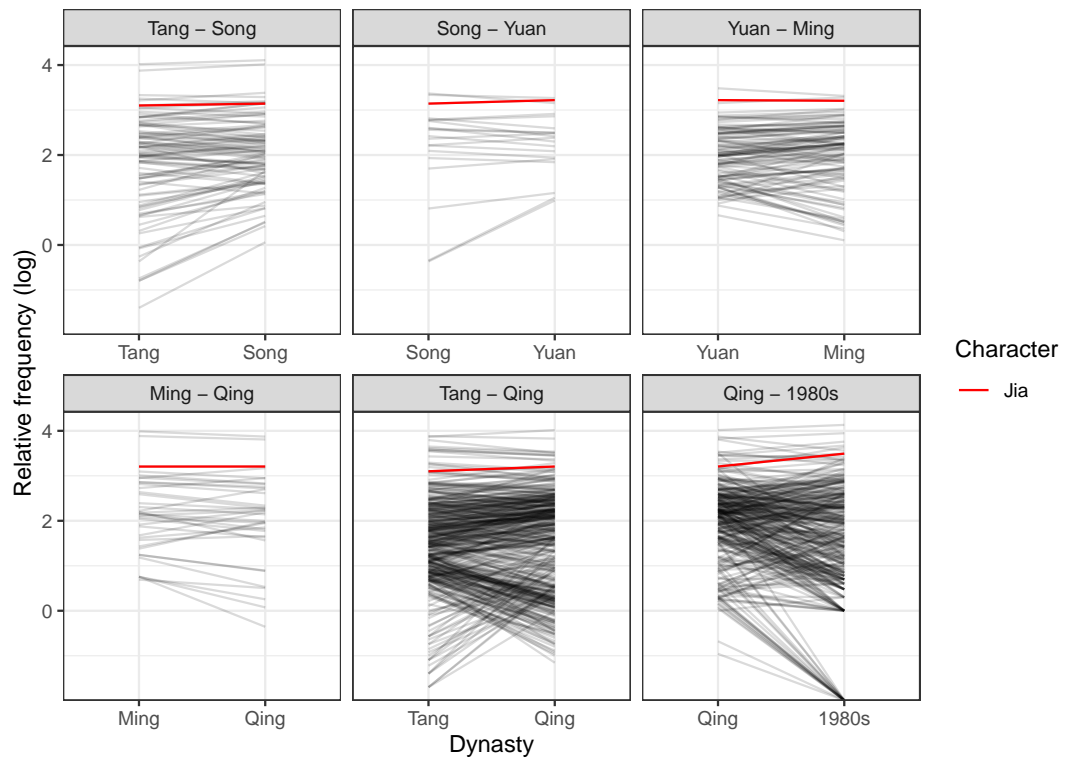 Tang − Song
Song − Yuan
Yuan − Ming
4
2
0
Tang
Song
Song
Yuan
Yuan
Ming
Relative frequency (log)
Character
Jia
Ming − Qing
Tang − Qing
Qing − 1980s
4
2
0
Ming
Qing
Tang
Qing
Qing
1980s
Dynasty